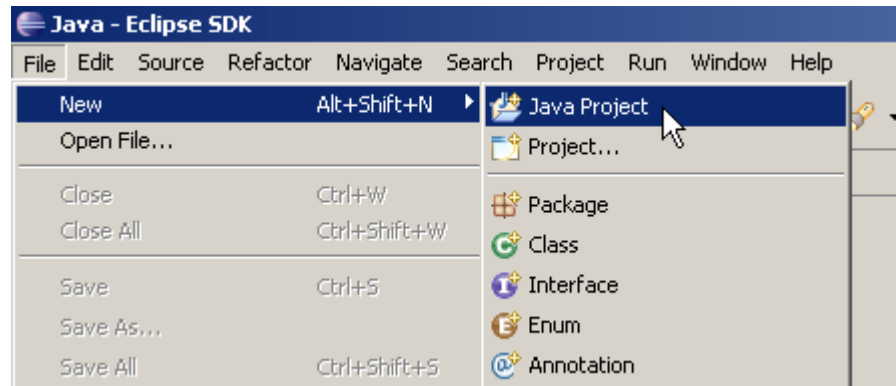 Java - Eclipse SDK
File Edit Source Refactor Navigate Search Project Run Window Help
New Alt+Shift+N
Open File...
Close Ctrl+W
Close All Ctrl+Shift+W
Save Ctrl+S
Save As...
Save All Ctrl+Shift+S
Java Project
Project...
Package
Class
Interface
Enum
Annotation